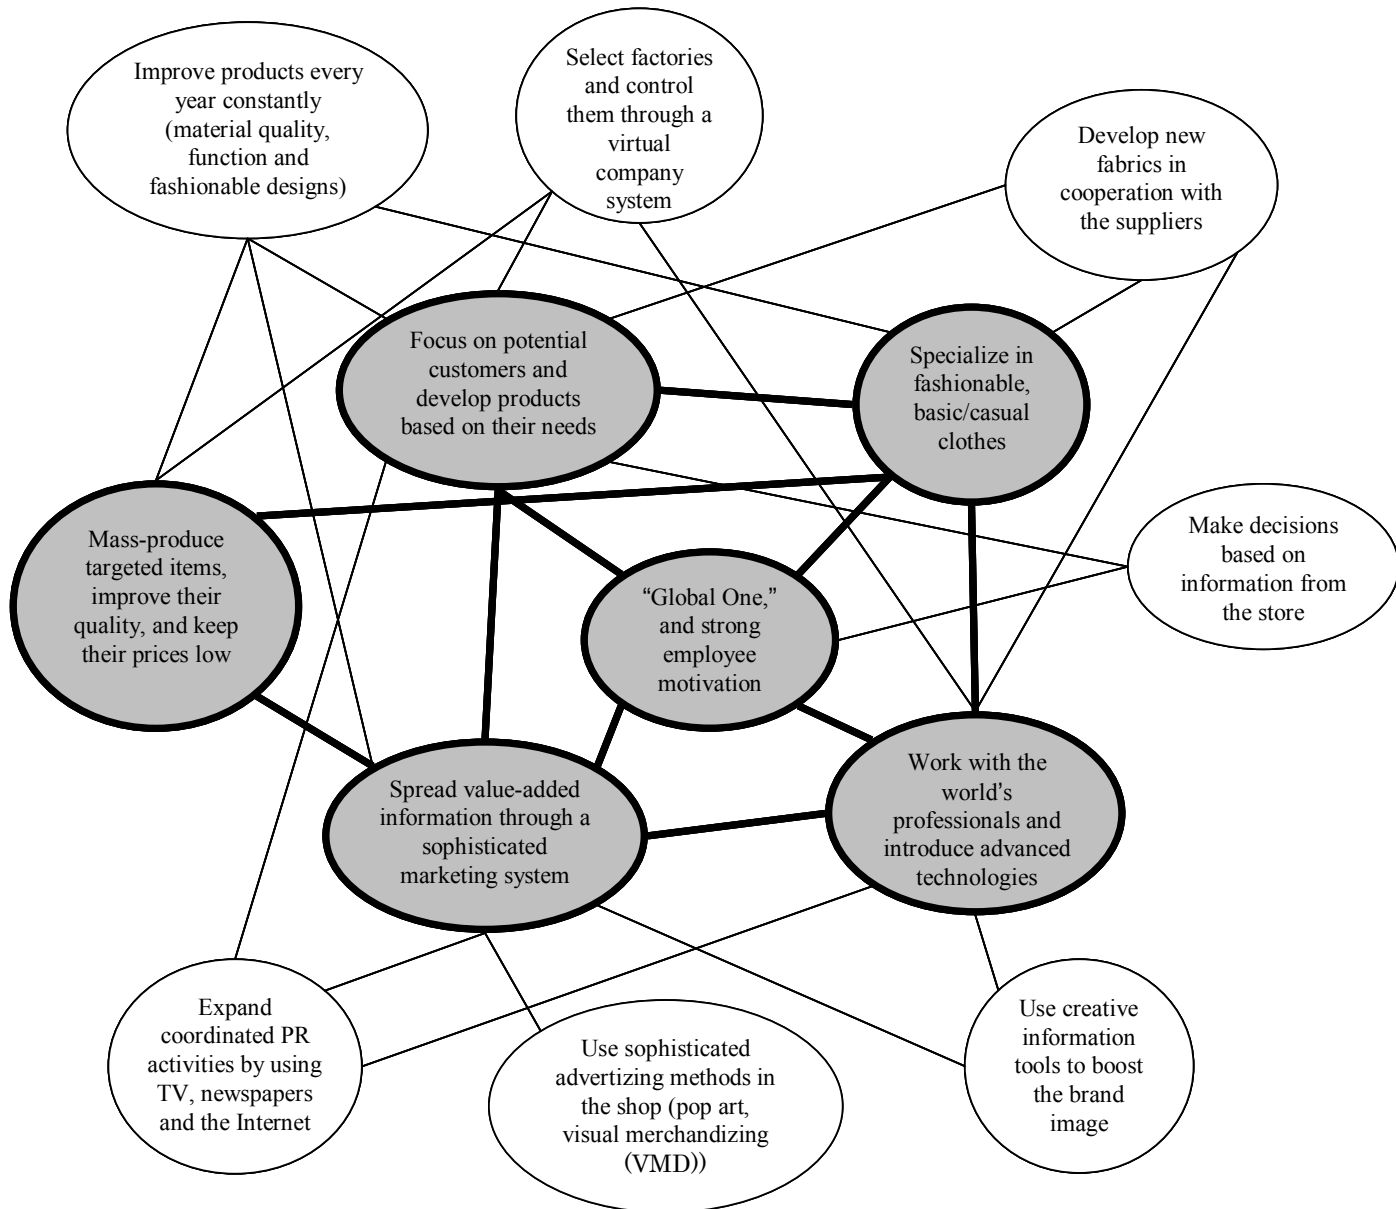 Improve products every
year constantly
(material quality,
function and
fashionable designs)
Select factories
and control
them through a
virtual
company
system
Develop new
fabrics in
cooperation with
the suppliers
Focus on potential
customers and
develop products
based on their needs
Specialize in
fashionable,
basic/casual
clothes
Mass-produce
targeted items,
improve their
quality, and keep
their prices low
“Global One,”
and strong
employee
motivation
Make decisions
based on
information from
the store
Spread value-added
information through a
sophisticated
marketing system
Work with the
world’s
professionals and
introduce advanced
technologies
Expand
coordinated PR
activities by using
TV, newspapers
and the Internet
Use sophisticated
advertizing methods in
the shop (pop art,
visual merchandizing
(VMD))
Use creative
information
tools to boost
the brand
image